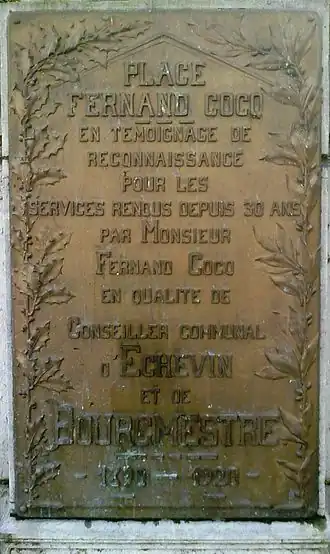 PLACE
FERNAND COCQ
EN TEMOIGNAGE DE
RECONNAISSANCE
POUR LES
SERVICES RENDUS DEPUIS 30 ANS
PAR MONSIEUR
FERNAND COCQ
EN QUALITE DE
CONSEILLER COMMUNAL
D'ECHEVIN
ET DE
BOURGMESTRE